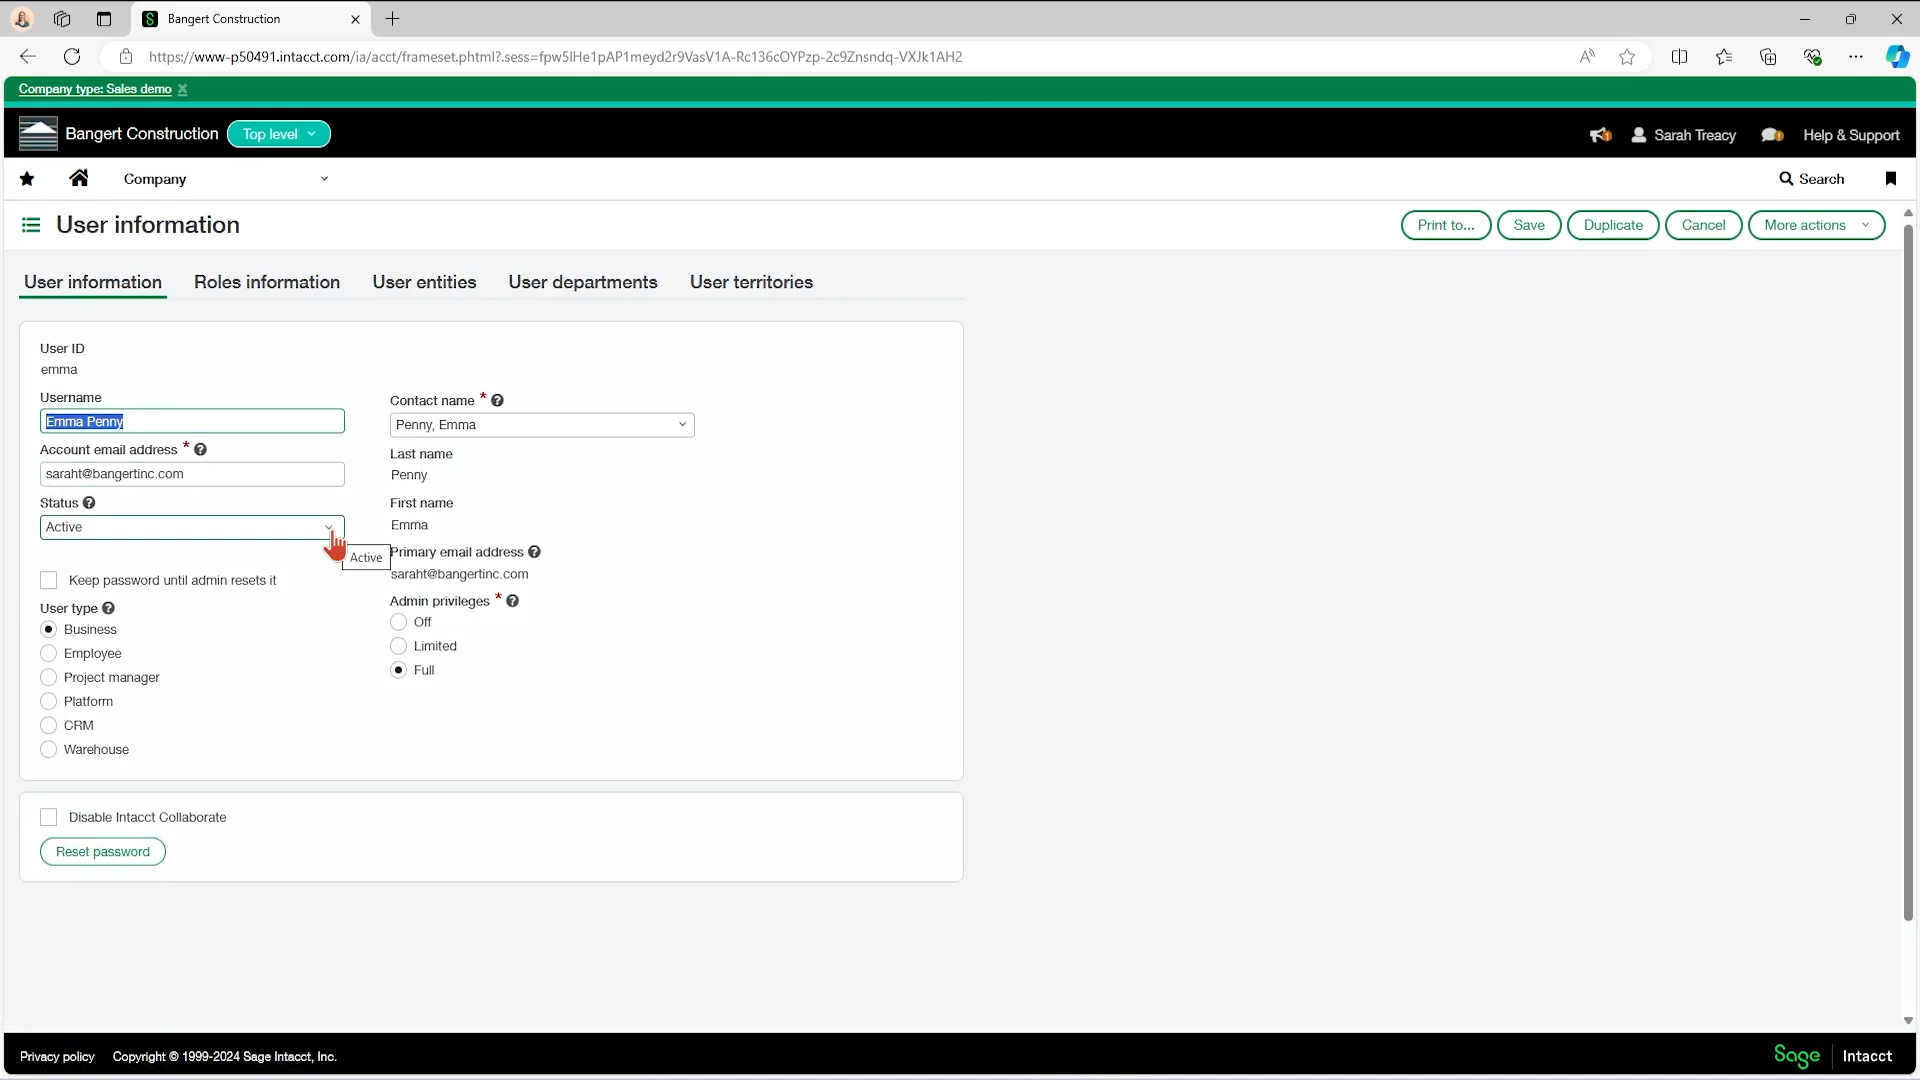 Bangert Construction
https://www-p50491.intacct.com/ia/acct/frameset.phtml?.sess=fpw5IHe1pAP1meyd2r9VasV1A-Rc136cOYPzp-2c9Znsndq-VXJk1AH2
Company type: Sales demo
Bangert Construction
Top level
Sarah Treacy
Help & Support
Company
Search
User information
Print to...
Save
Duplicate
Cancel
More actions
User information
Roles information
User entities
User departments
User territories
User ID
emma
Username
Emma Penny
Account email address *
saraht@bangertinc.com
Status
Active
Active
Keep password until admin resets it
User type
Business
Employee
Project manager
Platform
CRM
Warehouse
Contact name *
Penny, Emma
Last name
Penny
First name
Emma
Primary email address
saraht@bangertinc.com
Admin privileges *
Off
Limited
Full
Disable Intacct Collaborate
Reset password
Privacy policy
Copyright © 1999-2024 Sage Intacct, Inc.
Sage
Intacct